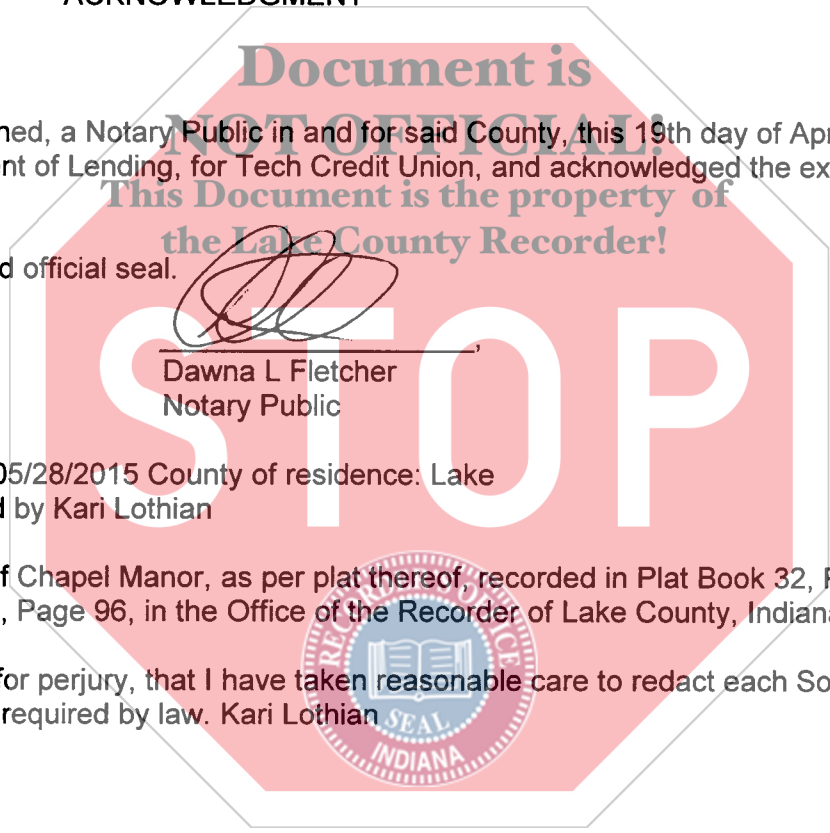 ACKNOWLEDGMENT
Document is
NOT OFFICIAL!
ned, a Notary Public in and for said County, this 19th day of Apr
nt of Lending, for Tech Credit Union, and acknowledged the ex
This Document is the property of
the Lake County Recorder!
d official seal.
STOP
Dawna L Fletcher
Notary Public
05/28/2015 County of residence: Lake
d by Kari Lothian
f Chapel Manor, as per plat thereof, recorded in Plat Book 32, P
, Page 96, in the Office of the Recorder of Lake County, Indiana
for perjury, that I have taken reasonable care to redact each So
required by law. Kari Lothian
RECORDER'S OFFICE
SEAL
INDIANA